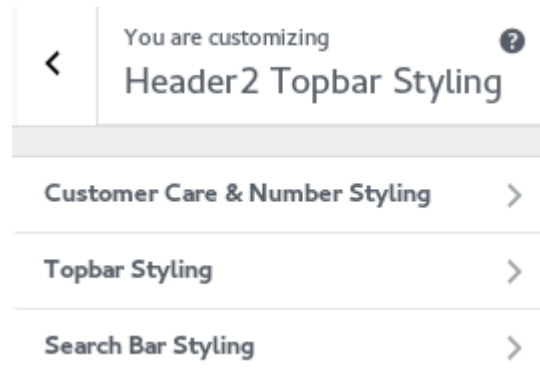 You are customizing
Header2 Topbar Styling
Customer Care & Number Styling
Topbar Styling
Search Bar Styling